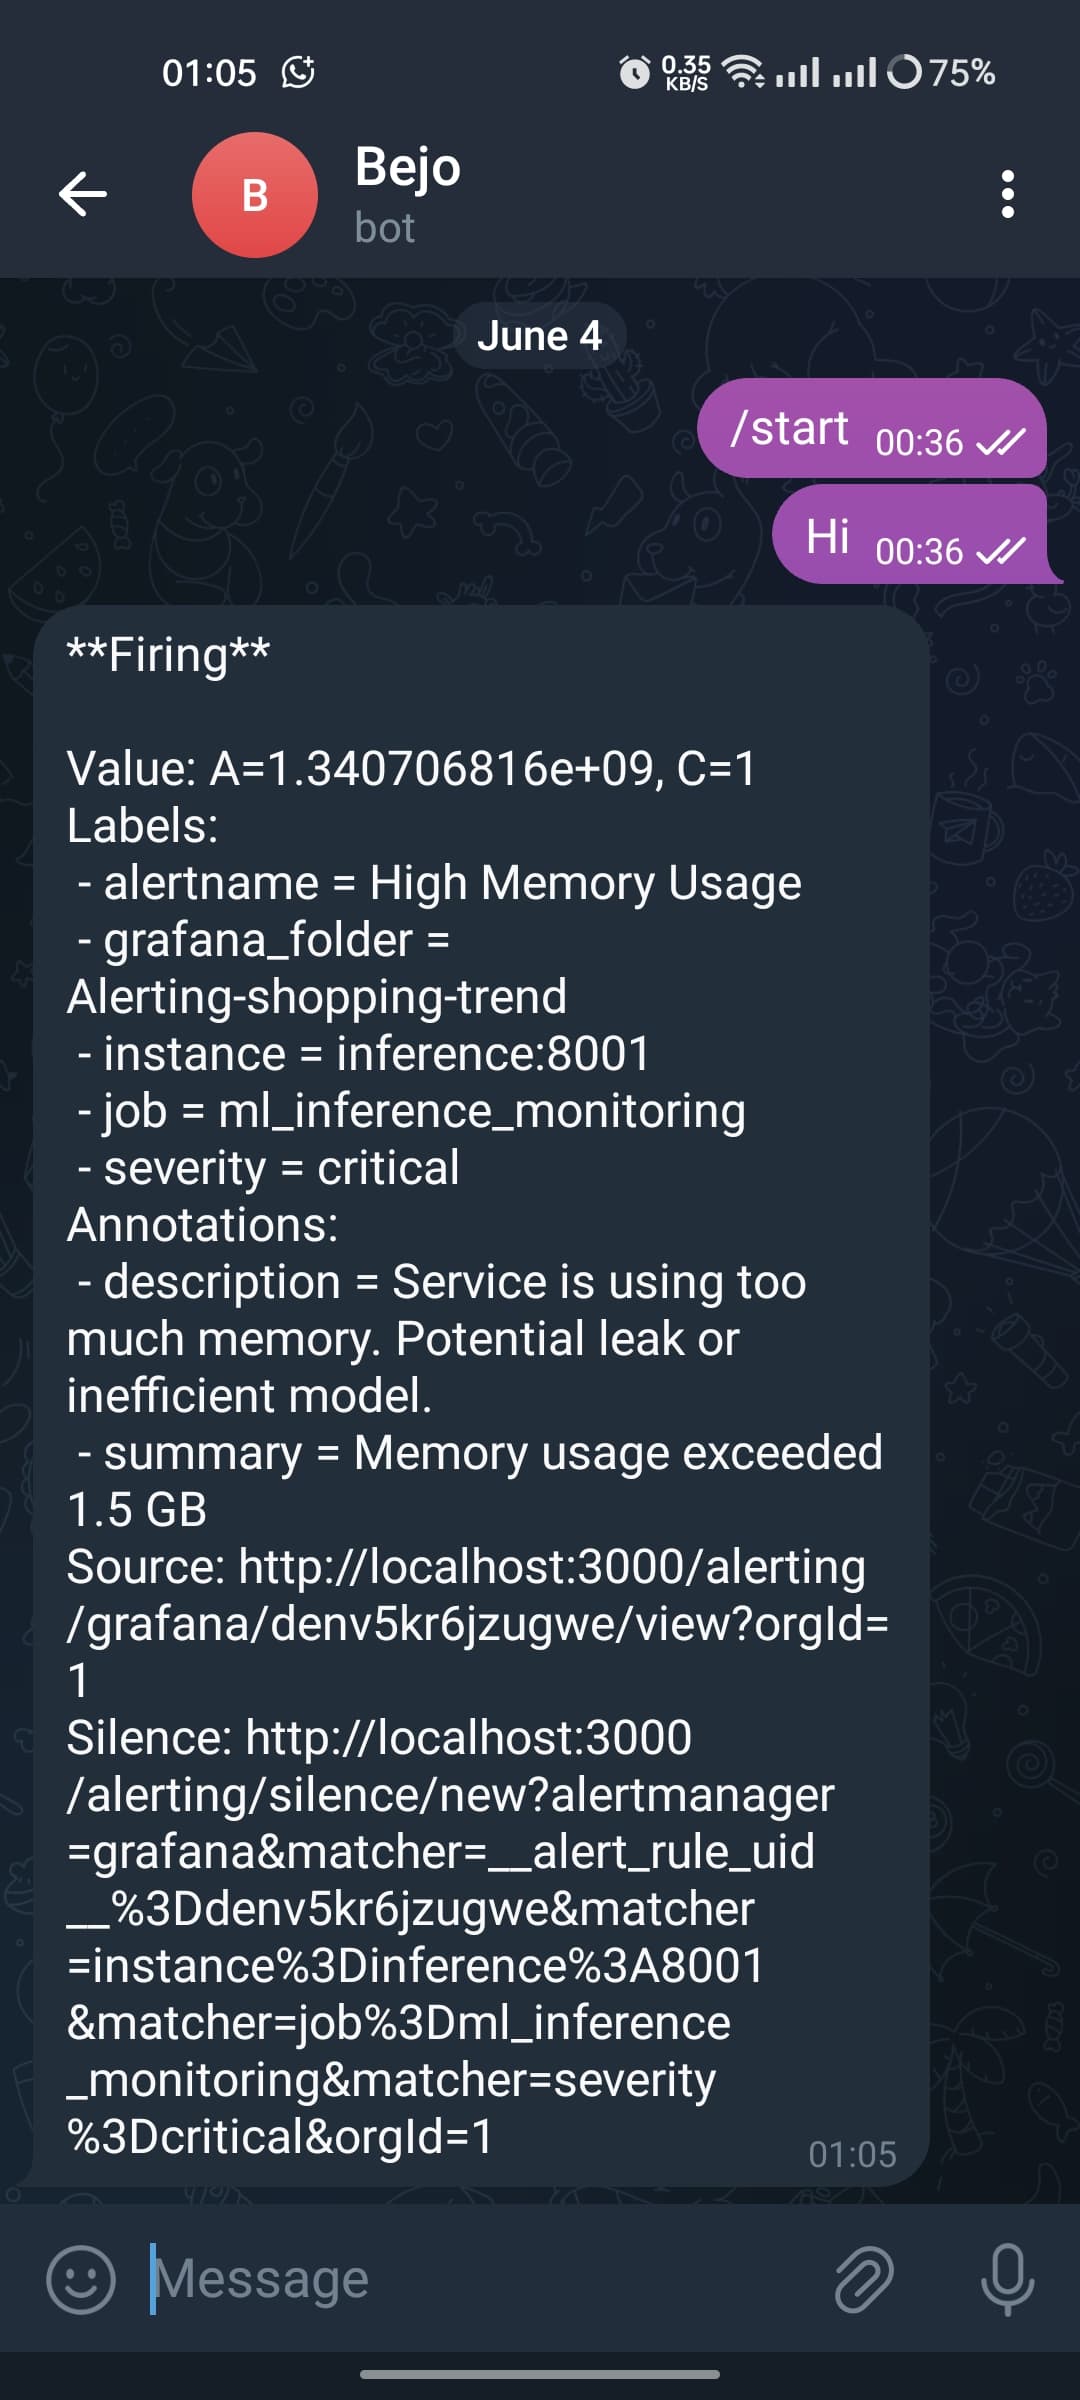 01:05 0.35 KB/S 75%
B
Bejo
bot
June 4
/start 00:36
Hi 00:36
**Firing**
Value: A=1.340706816e+09, C=1
Labels:
- alertname = High Memory Usage
- grafana_folder =
Alerting-shopping-trend
- instance = inference:8001
- job = ml_inference_monitoring
- severity = critical
Annotations:
- description = Service is using too
much memory. Potential leak or
inefficient model.
- summary = Memory usage exceeded
1.5 GB
Source: http://localhost:3000/alerting
/grafana/denv5kr6jzugwe/view?orgId=
1
Silence: http://localhost:3000
/alerting/silence/new?alertmanager
=grafana&matcher=__alert_rule_uid
__%3Ddenv5kr6jzugwe&matcher
=instance%3Dinference%3A8001
&matcher=job%3Dml_inference
_monitoring&matcher=severity
%3Dcritical&orgId=1
01:05
Message